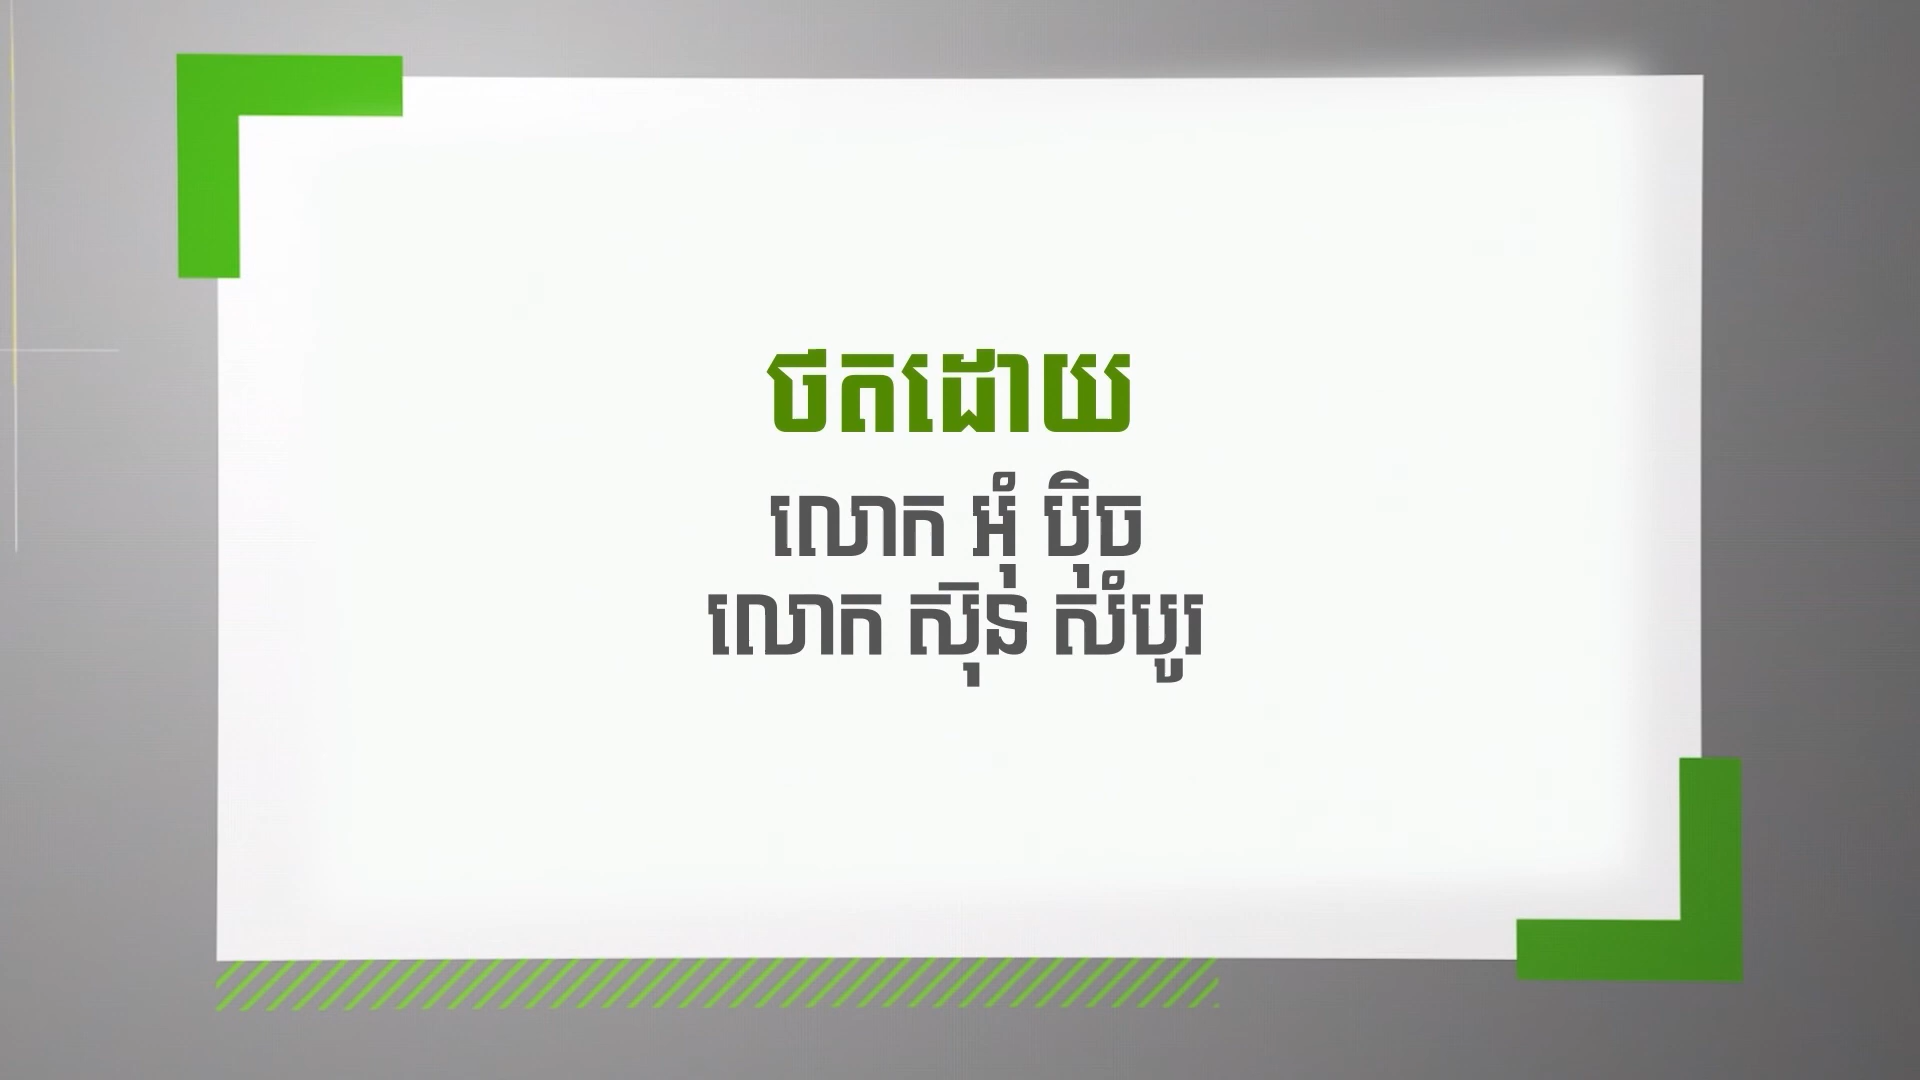 ថតដោយ
លោក អុំ ប៉ិច
លោក ស៊ុន សំបូរ